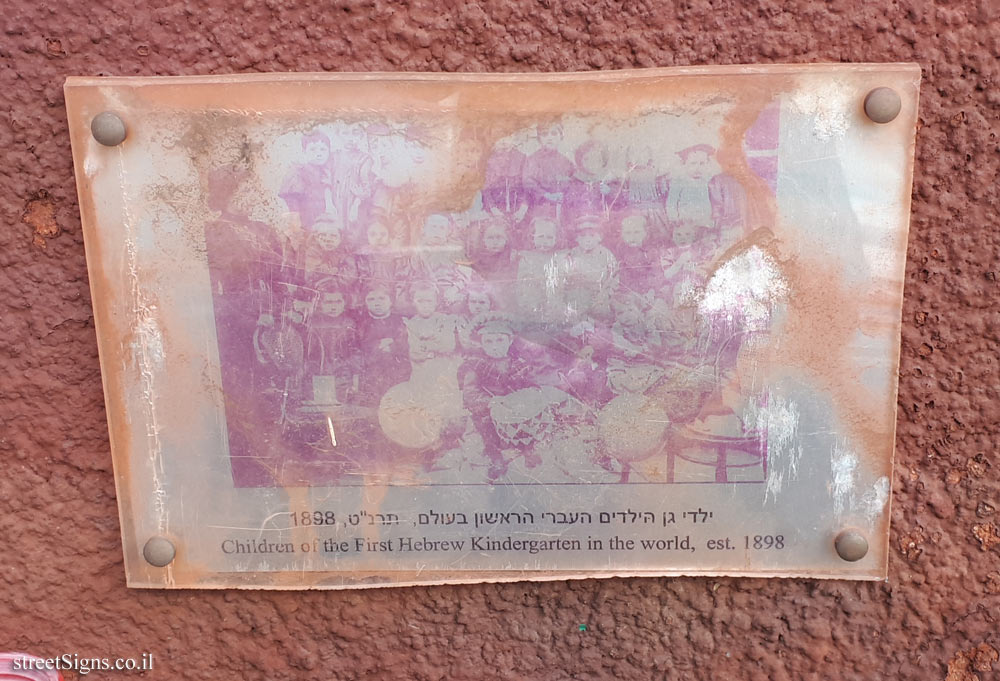 ילדי גן הילדים העברי הראשון בעולם, תרנ"ט, 1898
Children of the First Hebrew Kindergarten in the world, est. 1898
streetSigns.co.il